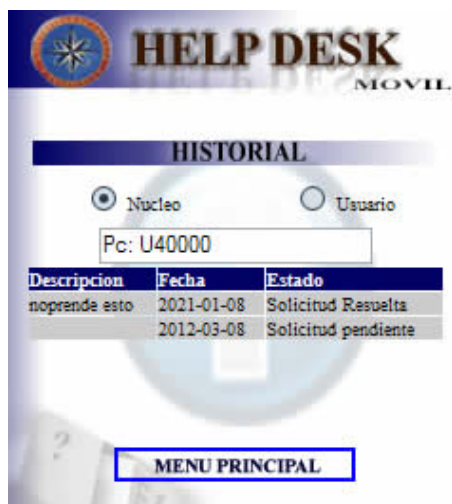 HELP DESK
MOVIL
HISTORIAL
Nucleo Usuario
Pc: U40000
Descripcion Fecha Estado
noprende esto 2021-01-08 Solicitud Resuelta
2012-03-08 Solicitud pendiente
?
MENU PRINCIPAL